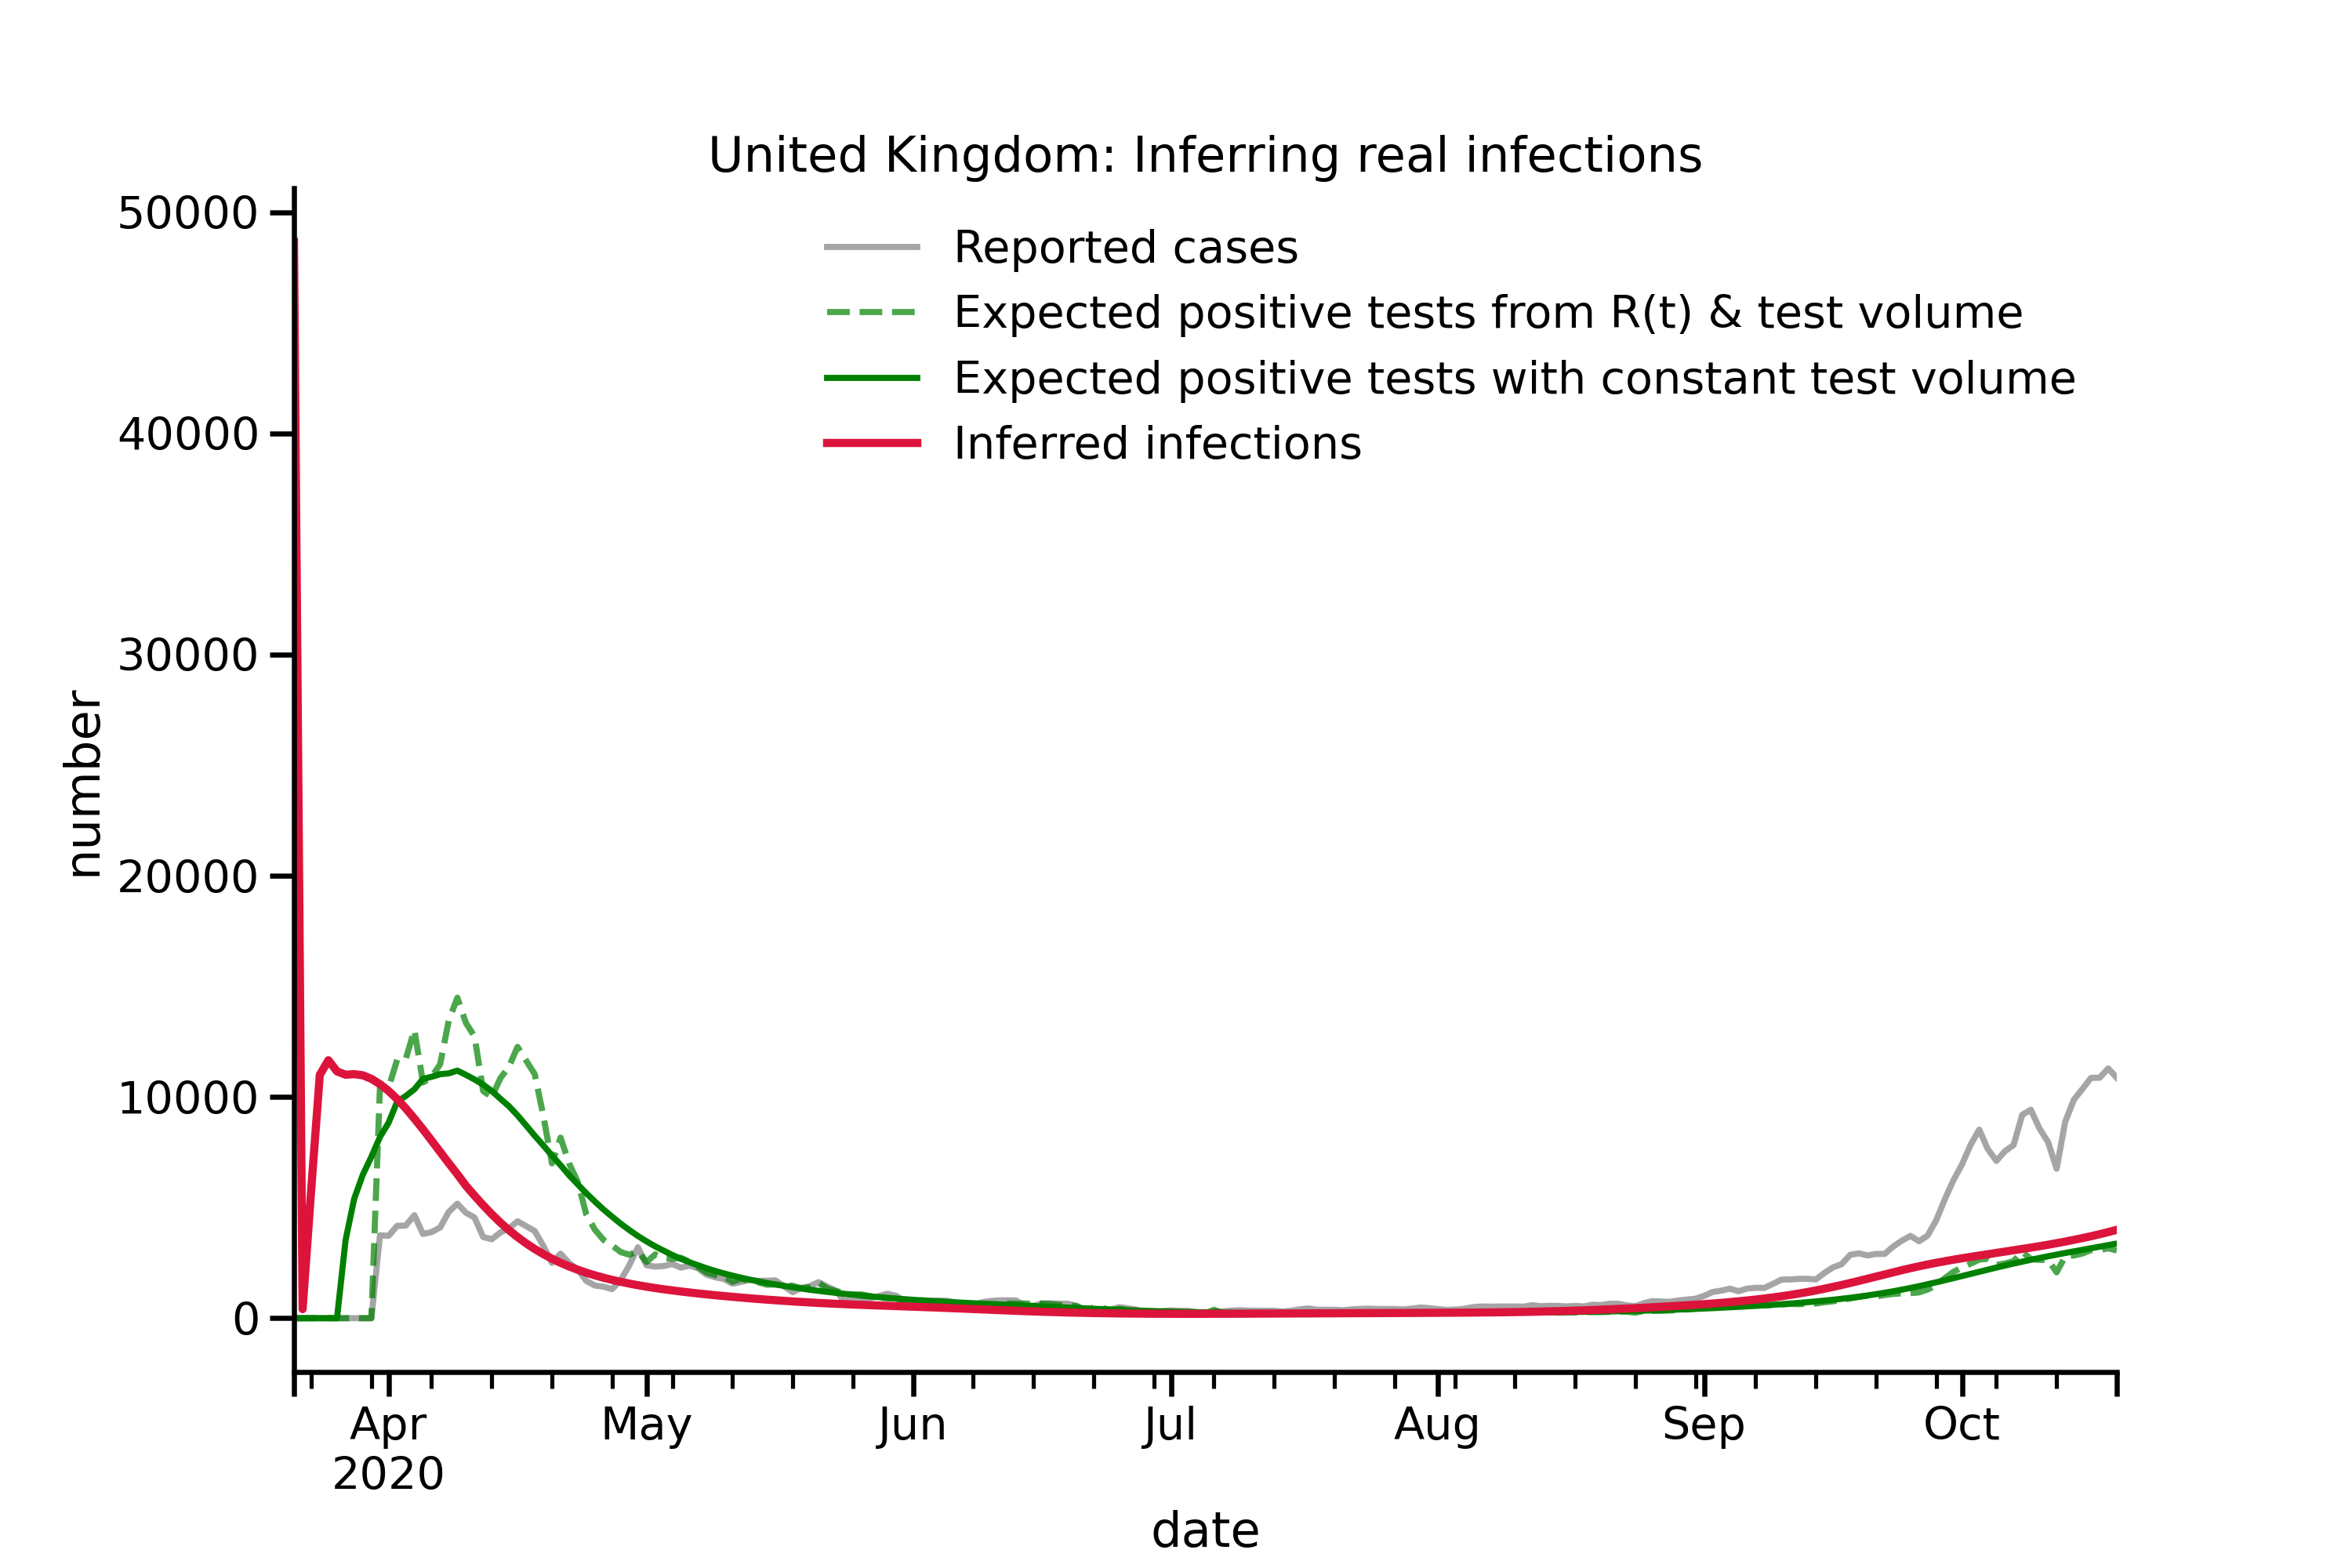 United Kingdom: Inferring real infections
Reported cases
Expected positive tests from R(t) & test volume
Expected positive tests with constant test volume
Inferred infections
number
50000
40000
30000
20000
10000
0
Apr May Jun Jul Aug Sep Oct
2020
date